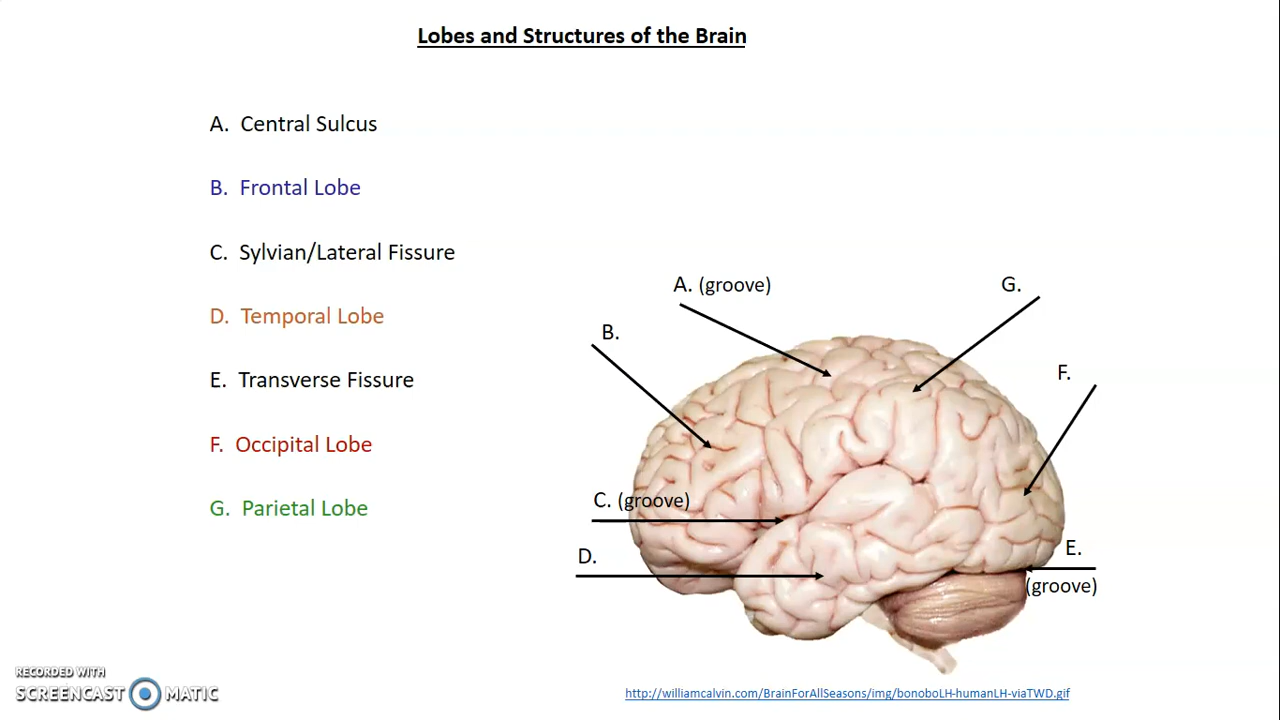 Lobes and Structures of the Brain
A. Central Sulcus
B. Frontal Lobe
C. Sylvian/Lateral Fissure
D. Temporal Lobe
E. Transverse Fissure
F. Occipital Lobe
G. Parietal Lobe
A. (groove)
G.
B.
F.
C. (groove)
D.
E.
(groove)
RECORDED WITH
SCREENCAST MATIC
http://williamcalvin.com/BrainForAllSeasons/img/bonoboLH-humanLH-viaTWD.gif